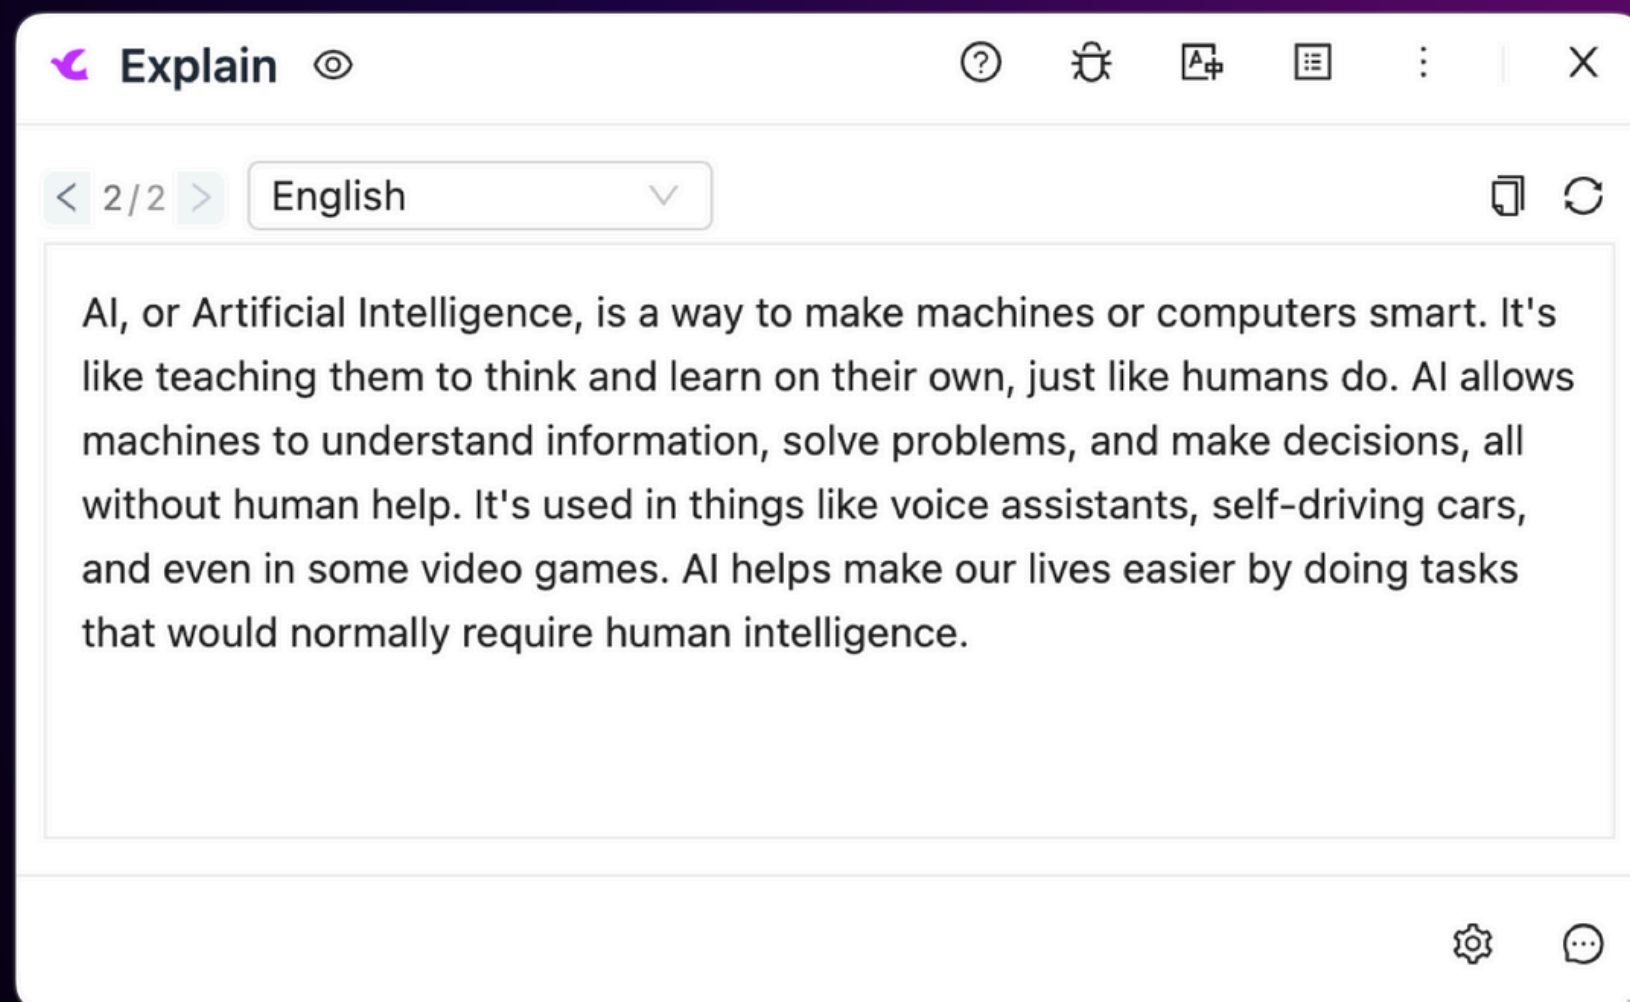 Explain
2/2
English
AI, or Artificial Intelligence, is a way to make machines or computers smart. It's
like teaching them to think and learn on their own, just like humans do. AI allows
machines to understand information, solve problems, and make decisions, all
without human help. It's used in things like voice assistants, self-driving cars,
and even in some video games. AI helps make our lives easier by doing tasks
that would normally require human intelligence.